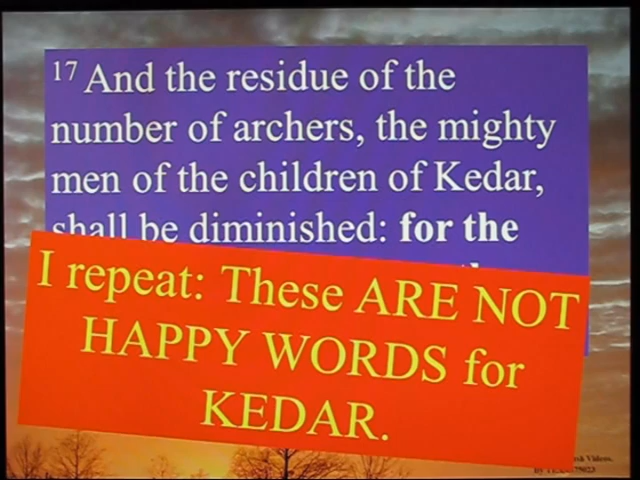 17 And the residue of the
number of archers, the mighty
men of the children of Kedar,
shall be diminished: for the
I repeat: These ARE NOT
HAPPY WORDS for
KEDAR.